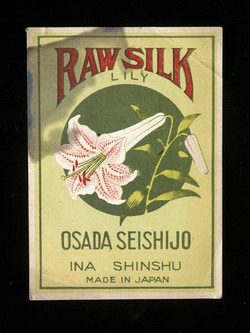 RAW SILK
LILY
OSADA SEISHIJO
INA SHINSHU
MADE IN JAPAN